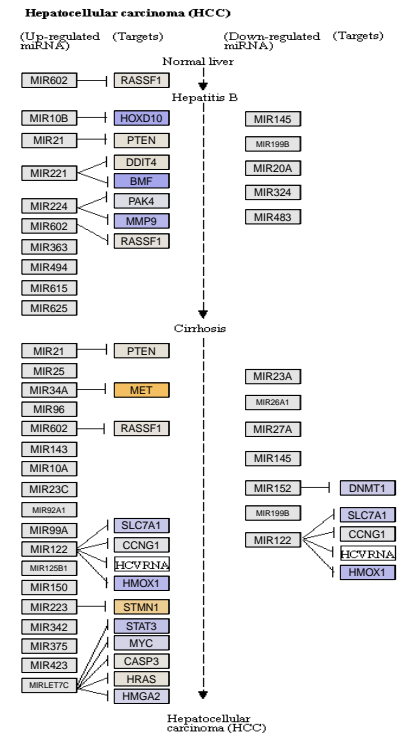 Hepatocellular carcinoma (HCC)
(Up-regulated miRNA) (Targets) (Down-regulated miRNA) (Targets)
Normal liver
MIR602 RASSF1
Hepatitis B
MIR10B HOXD10 MIR145
MIR21 PTEN MIR199B
DDIT4
MIR221 MIR20A
BMF
MIR324
PAK4
MIR224 MIR483
MMP9
MIR602
RASSF1
MIR363
MIR494
MIR615
MIR625
Cirrhosis
MIR21 PTEN
MIR25 MIR23A
MIR34A MET
MIR96 MIR26A1
MIR602 RASSF1 MIR27A
MIR143
MIR10A MIR145
MIR23C MIR152 DNMT1
MIR92A1
MIR99A SLC7A1 MIR199B SLC7A1
MIR122 CCNG1 MIR122 CCNG1
MIR125B1 HCVRNA HCVRNA
MIR150 HMOX1 HMOX1
MIR223 STMN1
MIR342 STAT3
MIR375 MYC
MIR423 CASP3
MIRLET7C HRAS
HMGA2
Hepatocellular
carcinoma (HCC)